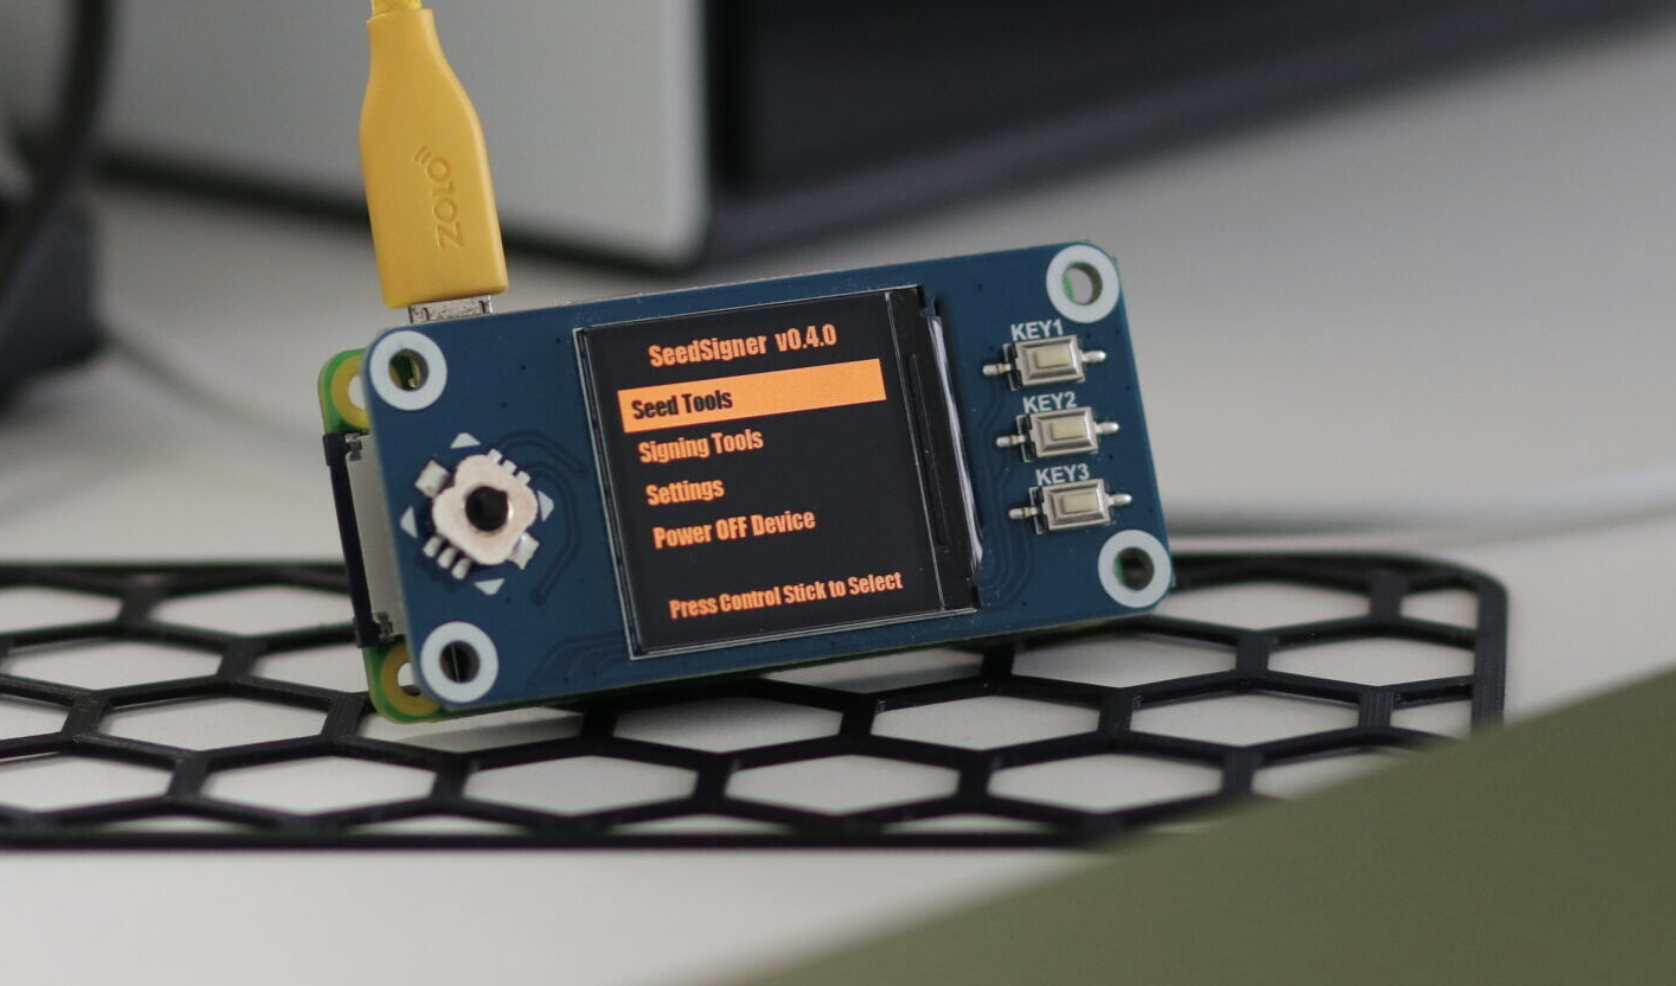 ZOLO
SeedSigner v0.4.0
Seed Tools
Signing Tools
Settings
Power OFF Device
Press Control Stick to Select
KEY1
KEY2
KEY3